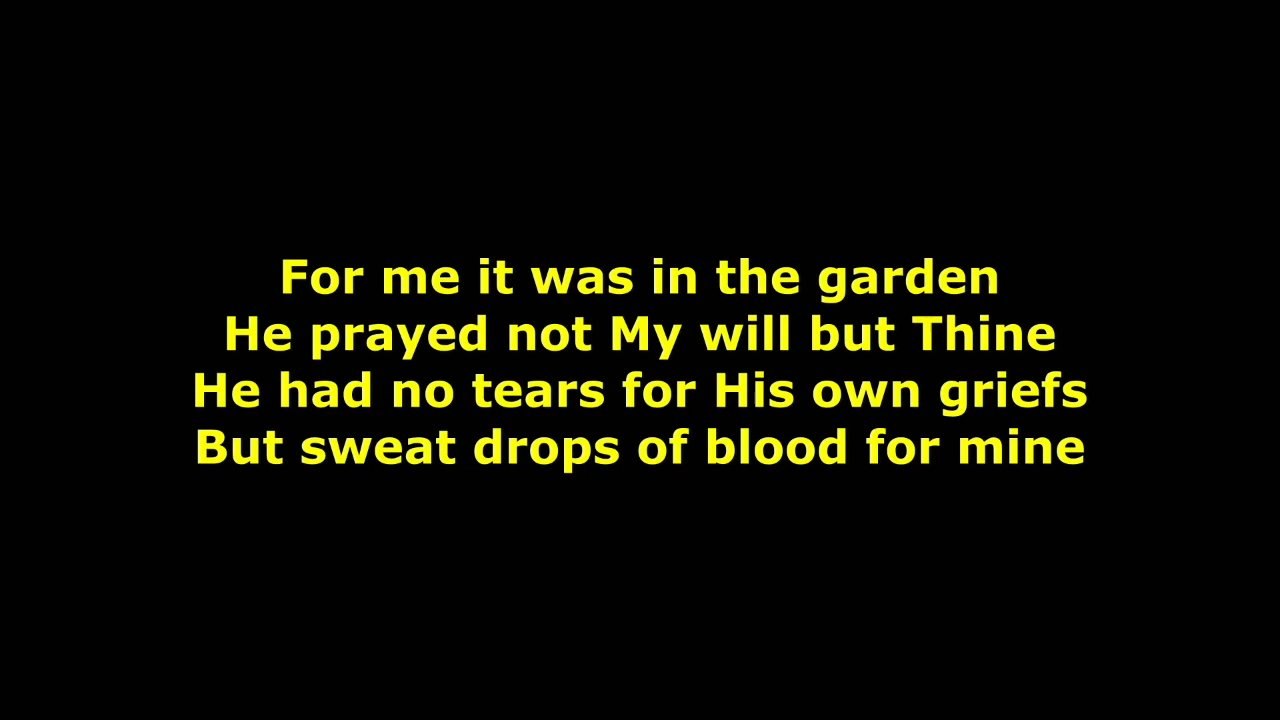 For me it was in the garden
He prayed not My will but Thine
He had no tears for His own griefs
But sweat drops of blood for mine